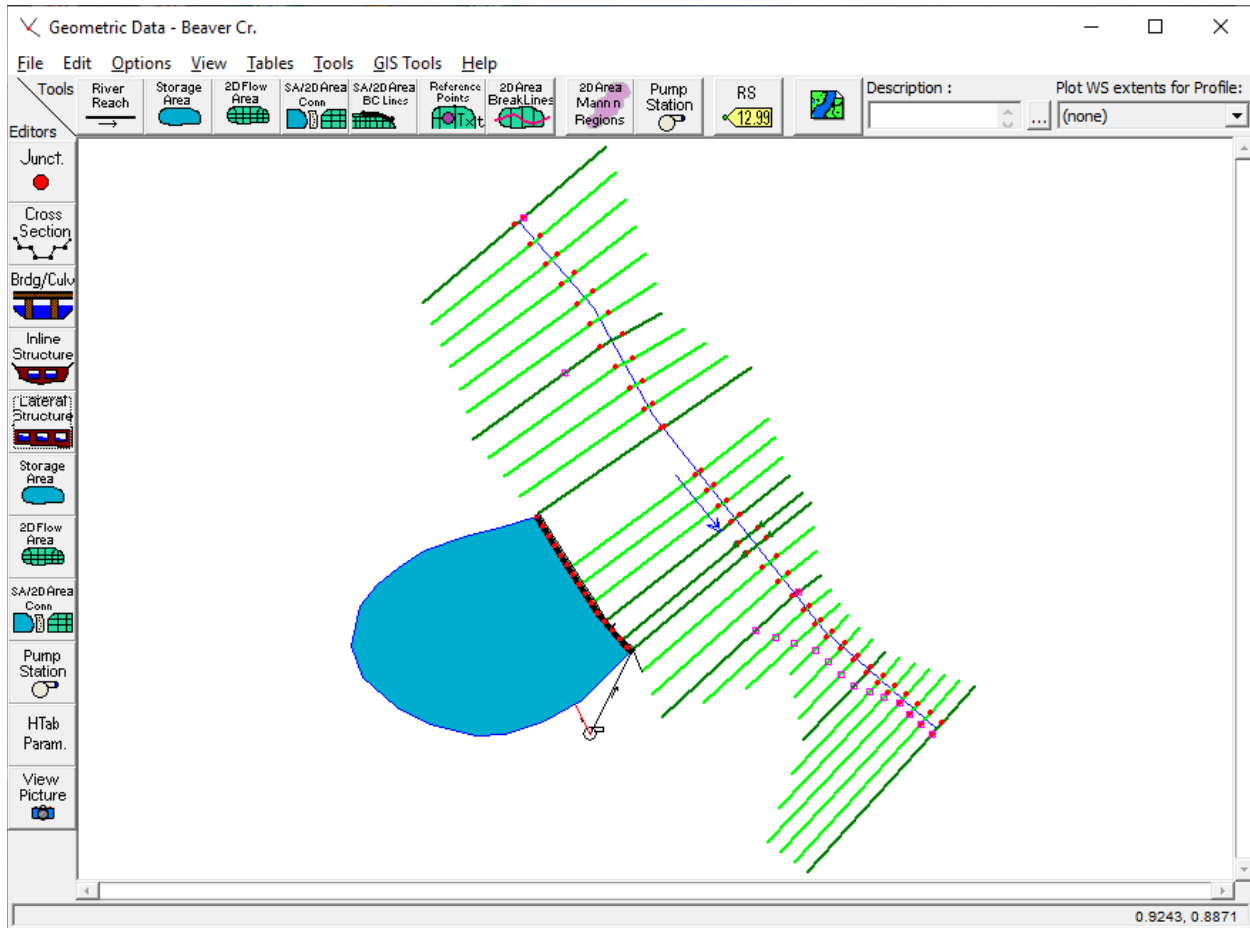 Geometric Data - Beaver Cr.
File Edit Options View Tables Tools GIS Tools Help
Tools
Editors
River
Reach
Storage
Area
2D Flow
Area
SA/2D Area
Conn
SA/2D Area
BC Lines
Reference
Points
2D Area
BreakLines
2D Area
Mann n
Regions
Pump
Station
RS
12.99
Description :
...
Plot WS extents for Profile:
(none)
Junct.
Cross
Section
Brdg/Culv
Inline
Structure
Lateral
Structure
Storage
Area
2D Flow
Area
SA/2D Area
Conn
Pump
Station
HTab
Param.
View
Picture
0.9243, 0.8871